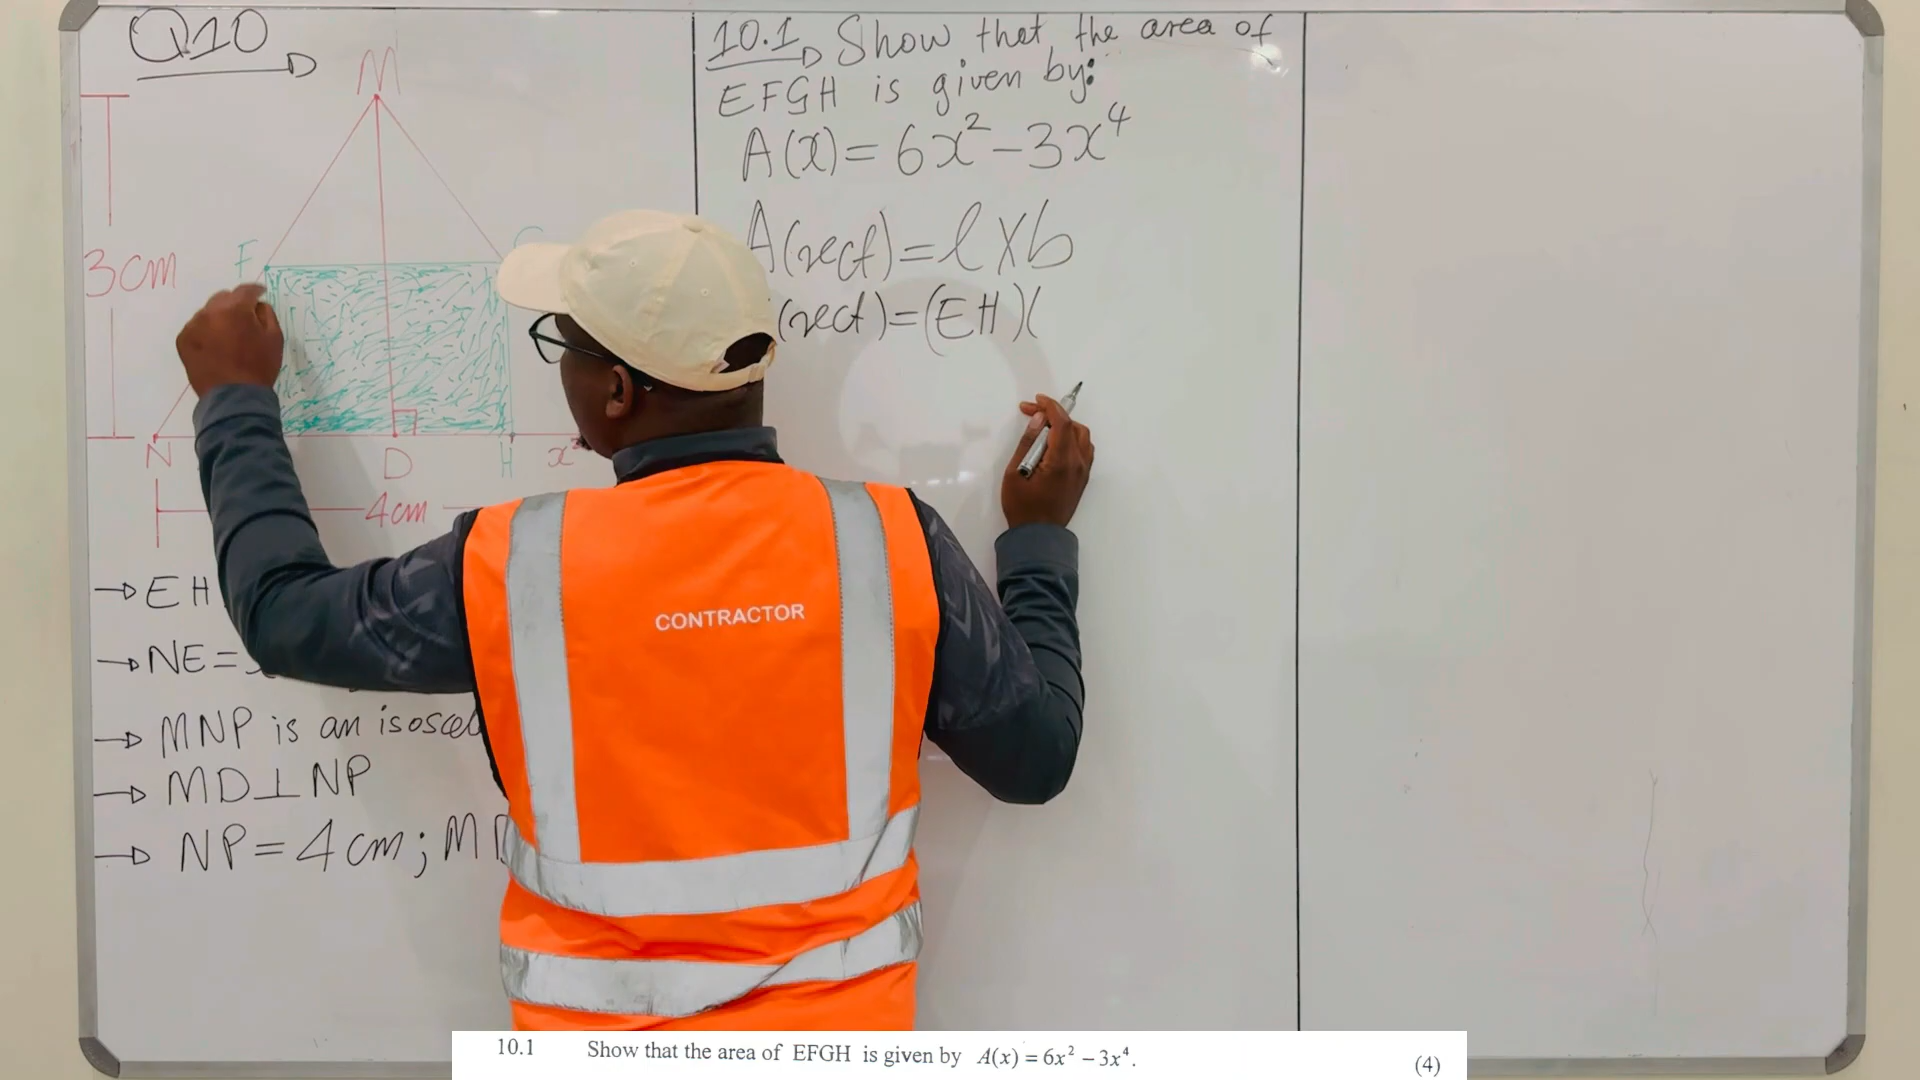 Q10
M
3cm
F
N
D
H
x²
4cm
→ EH
→ NE=
→ MNP is an
→ MD⊥NP
→ NP=4cm;
10.1 Show that the area of
EFGH is given by:
A(x) = 6x² - 3x⁴
A(rect) = l x b
(rect) = (EH)(
CONTRACTOR
10.1 Show that the area of EFGH is given by A(x) = 6x² – 3x⁴.
(4)